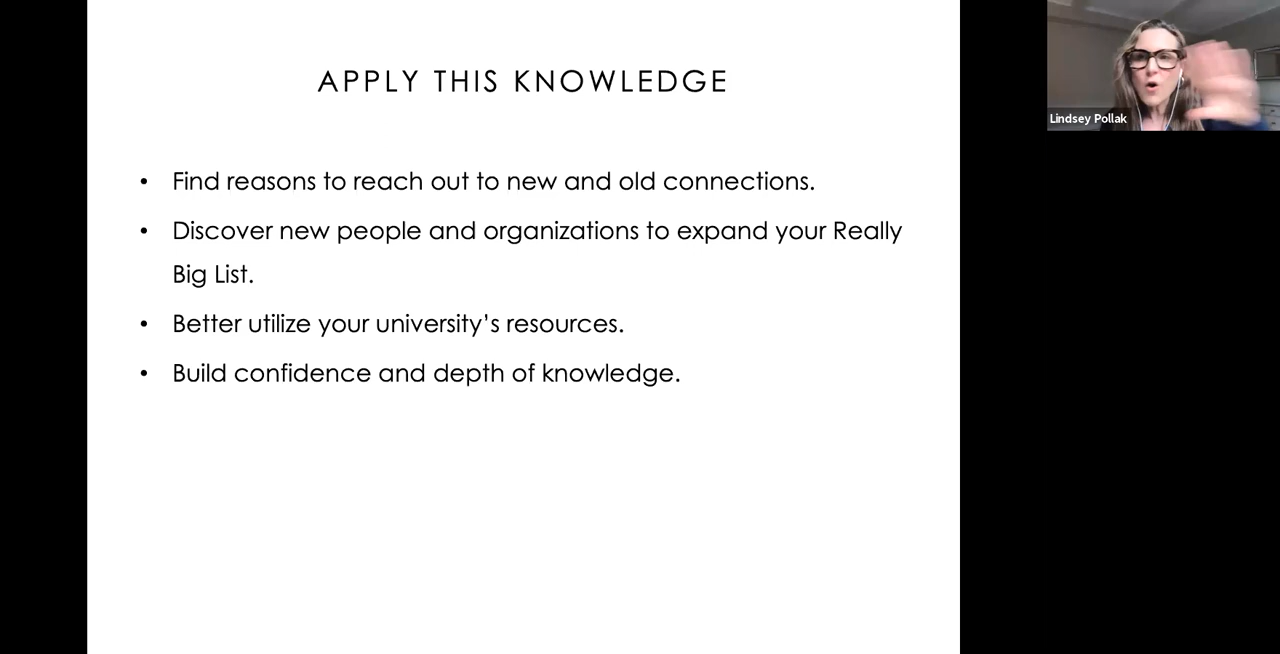 APPLY THIS KNOWLEDGE
• Find reasons to reach out to new and old connections.
• Discover new people and organizations to expand your Really
Big List.
• Better utilize your university’s resources.
• Build confidence and depth of knowledge.
Lindsey Pollak